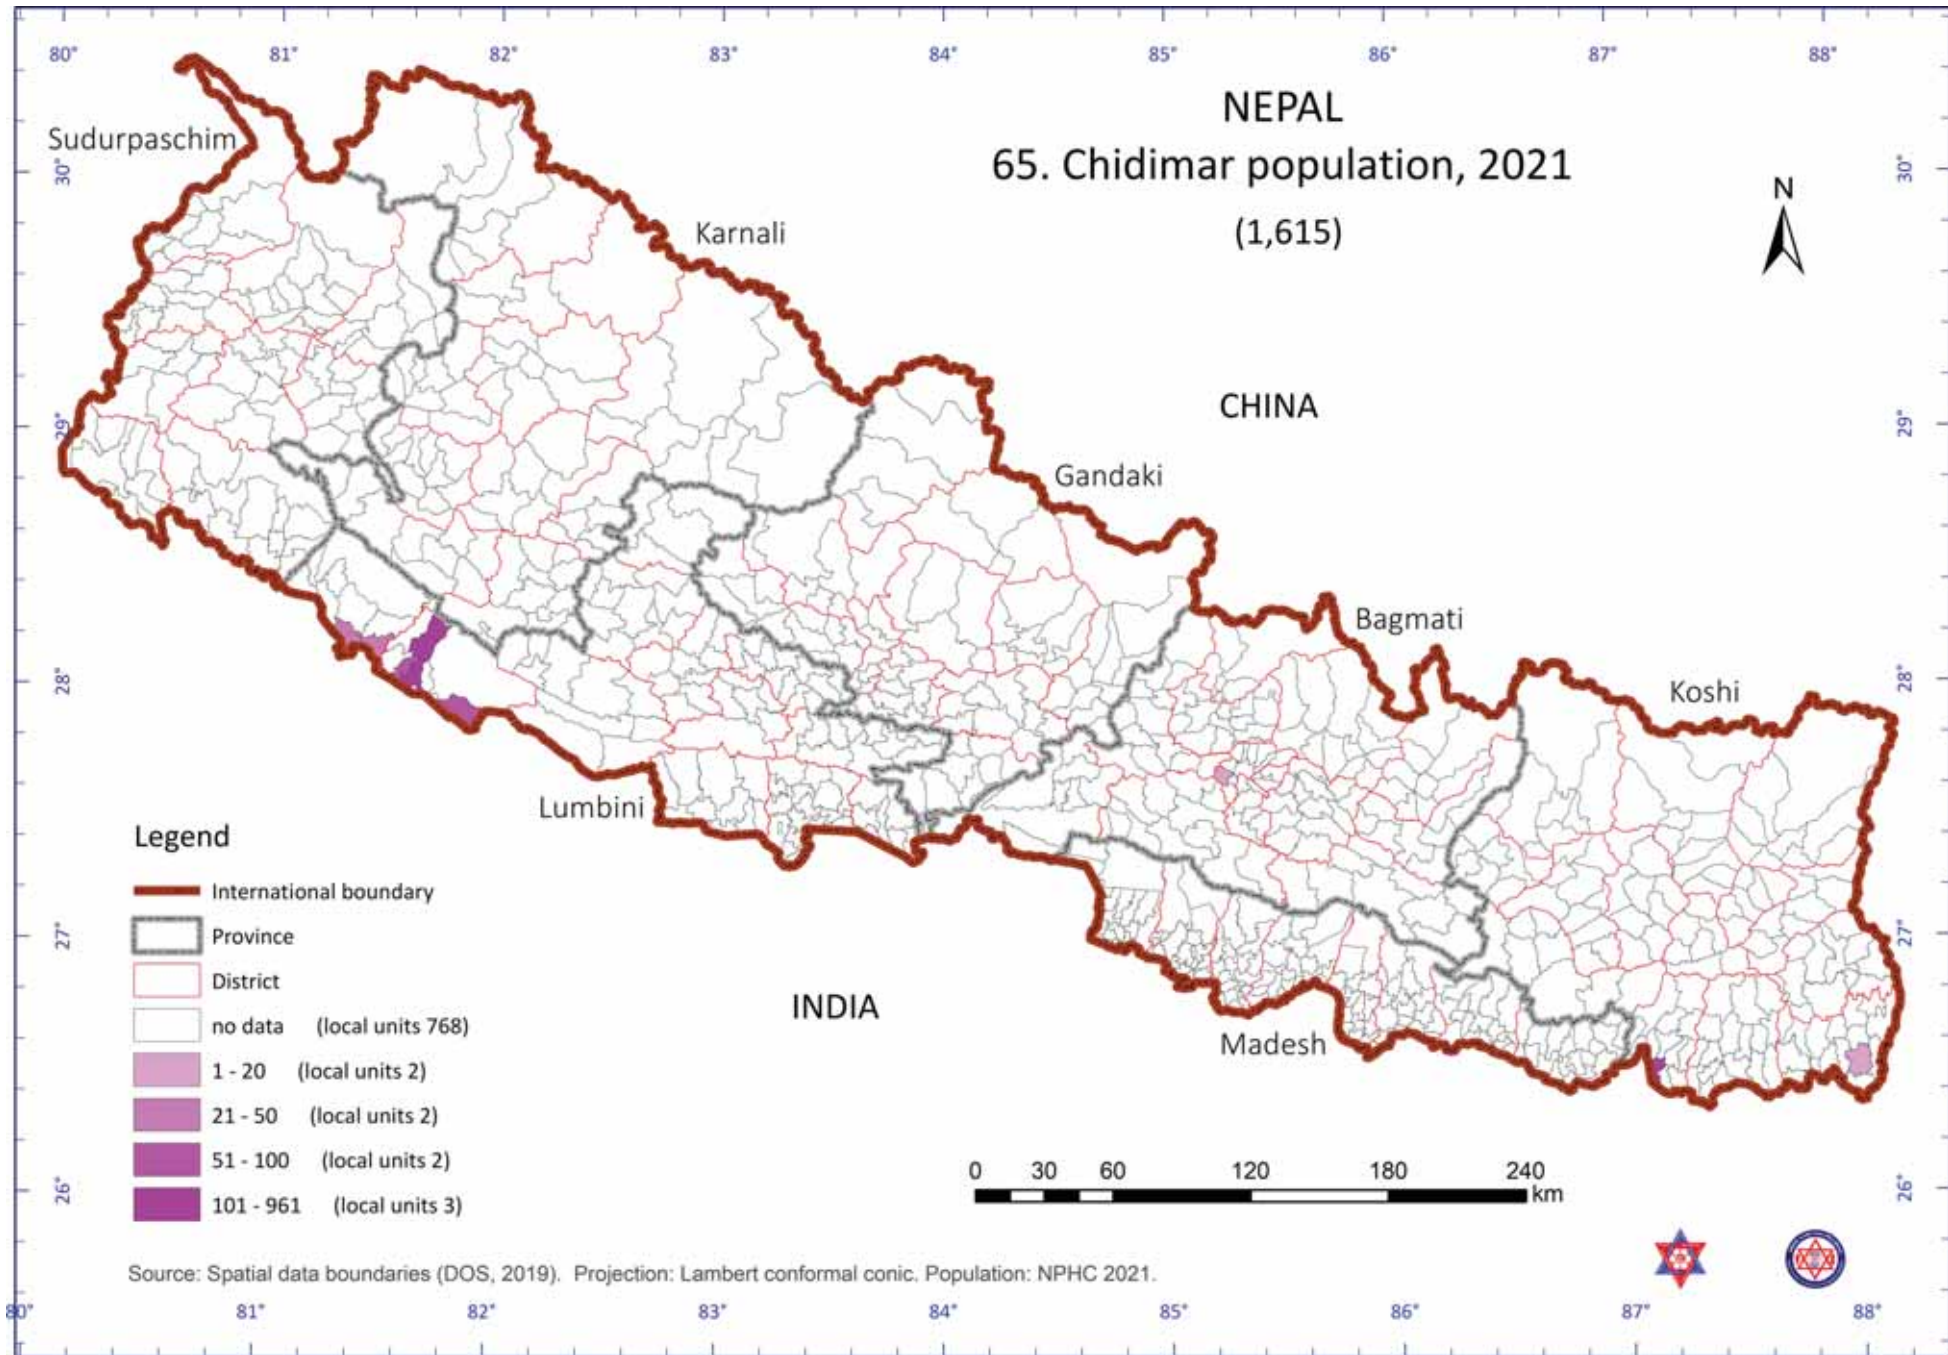 80° 81° 82° 83° 84° 85° 86° 87° 88°
NEPAL
65. Chidimar population, 2021
(1,615)
N
Sudurpaschim
30°
30°
Karnali
CHINA
29°
29°
Gandaki
Bagmati
28°
28°
Koshi
Lumbini
Legend
International boundary
Province
27°
27°
District
INDIA
no data (local units 768)
Madesh
1 - 20 (local units 2)
21 - 50 (local units 2)
51 - 100 (local units 2)
0 30 60 120 180 240
km
26°
26°
101 - 961 (local units 3)
Source: Spatial data boundaries (DOS, 2019). Projection: Lambert conformal conic. Population: NPHC 2021.
80° 81° 82° 83° 84° 85° 86° 87° 88°